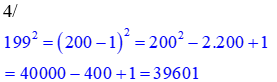 4/
199² = (200 − 1)² = 200² − 2.200 + 1
= 40000 − 400 + 1 = 39601